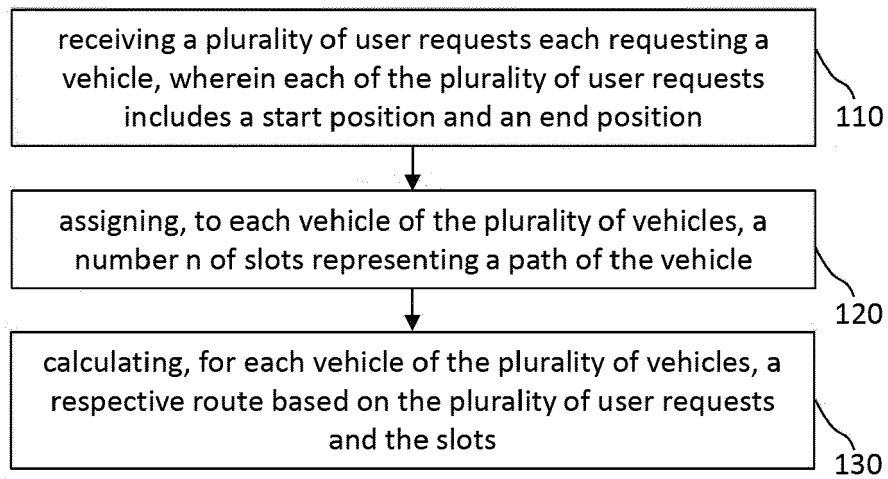 receiving a plurality of user requests each requesting a
vehicle, wherein each of the plurality of user requests
includes a start position and an end position
110
assigning, to each vehicle of the plurality of vehicles, a
number n of slots representing a path of the vehicle
120
calculating, for each vehicle of the plurality of vehicles, a
respective route based on the plurality of user requests
and the slots
130